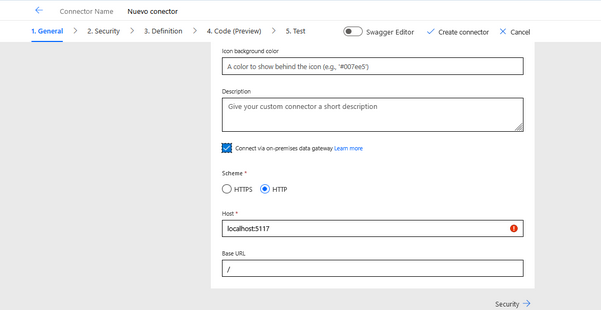 Connector Name Nuevo conector
1. General 2. Security 3. Definition 4. Code (Preview) 5. Test Swagger Editor Create connector Cancel
Icon background color
A color to show behind the icon (e.g., '#007ee5')
Description
Give your custom connector a short description
Connect via on-premises data gateway Learn more
Scheme *
HTTPS HTTP
Host *
localhost:5117
Base URL
/
Security